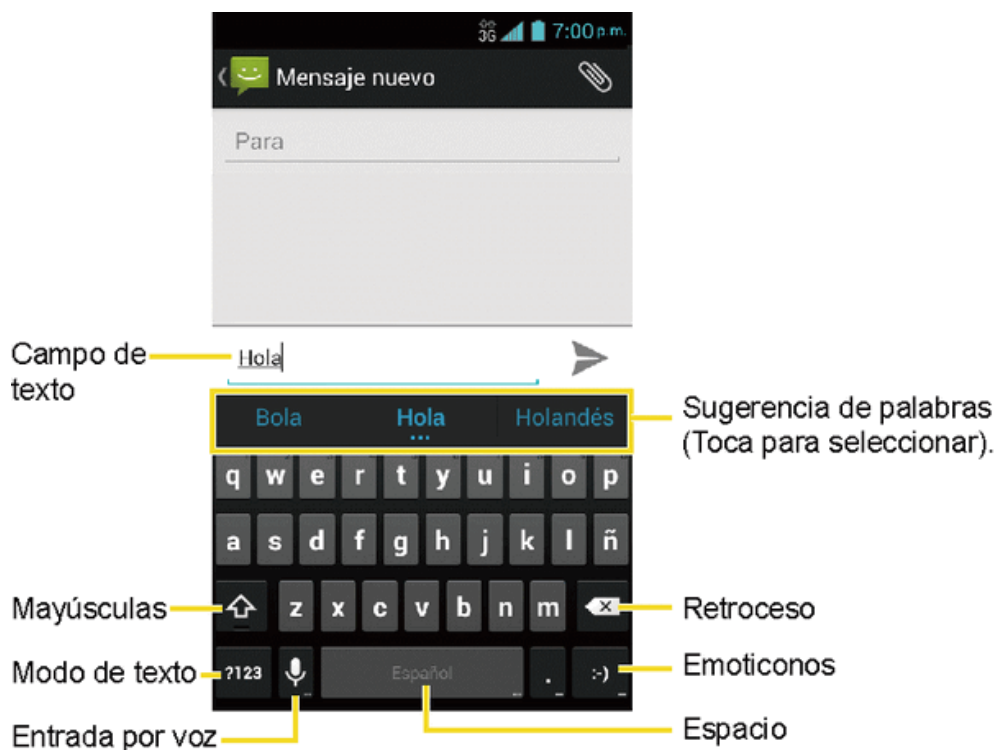 3G 7:00 p.m.
Mensaje nuevo
Para
Campo de
texto
Hola
Bola Hola Holandés
Sugerencia de palabras
(Toca para seleccionar).
q w e r t y u i o p
a s d f g h j k l ñ
Mayúsculas
z x c v b n m
Retroceso
Modo de texto
?123 Español . :-)
Emoticonos
Entrada por voz
Espacio